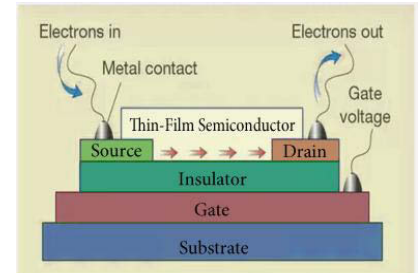 Electrons in
Electrons out
Metal contact
Gate
voltage
Thin-Film Semiconductor
Source
Drain
Insulator
Gate
Substrate